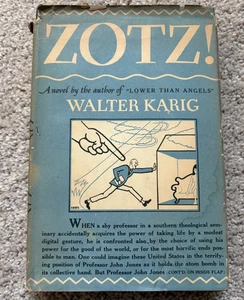 ZOTZ!
A novel by the author of "LOWER THAN ANGELS"
WALTER KARIG
WHEN a shy professor in a southern theological sem-
inary accidentally acquires the power of taking life by a modest
digital gesture, he is confronted also, by the choice of using his
power for the good of the world, or for the most horrific ends pos-
sible to man. One could imagine these United States in the terrify-
ing position of Professor John Jones as it holds the atom bomb in
its collective hand. But Professor John Jones (CONT'D. ON INSIDE FLAP)